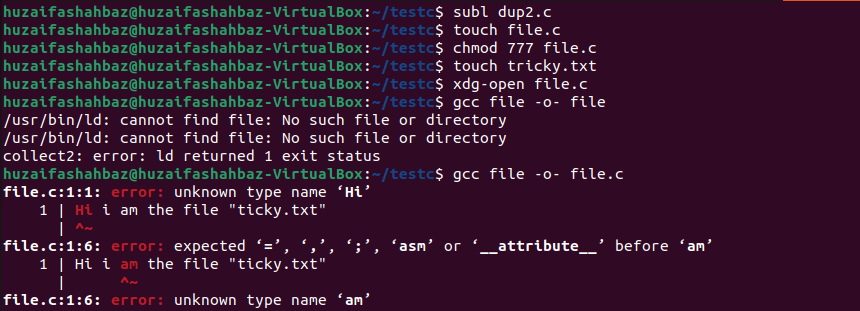 huzaifashahbaz@huzaifashahbaz-VirtualBox:~/testc$ subl dup2.c
huzaifashahbaz@huzaifashahbaz-VirtualBox:~/testc$ touch file.c
huzaifashahbaz@huzaifashahbaz-VirtualBox:~/testc$ chmod 777 file.c
huzaifashahbaz@huzaifashahbaz-VirtualBox:~/testc$ touch tricky.txt
huzaifashahbaz@huzaifashahbaz-VirtualBox:~/testc$ xdg-open file.c
huzaifashahbaz@huzaifashahbaz-VirtualBox:~/testc$ gcc file -o- file
/usr/bin/ld: cannot find file: No such file or directory
/usr/bin/ld: cannot find file: No such file or directory
collect2: error: ld returned 1 exit status
huzaifashahbaz@huzaifashahbaz-VirtualBox:~/testc$ gcc file -o- file.c
file.c:1:1: error: unknown type name ‘Hi’
    1 | Hi i am the file "ticky.txt"
      | ^~
file.c:1:6: error: expected ‘=’, ‘,’, ‘;’, ‘asm’ or ‘__attribute__’ before ‘am’
    1 | Hi i am the file "ticky.txt"
      |      ^~
file.c:1:6: error: unknown type name ‘am’